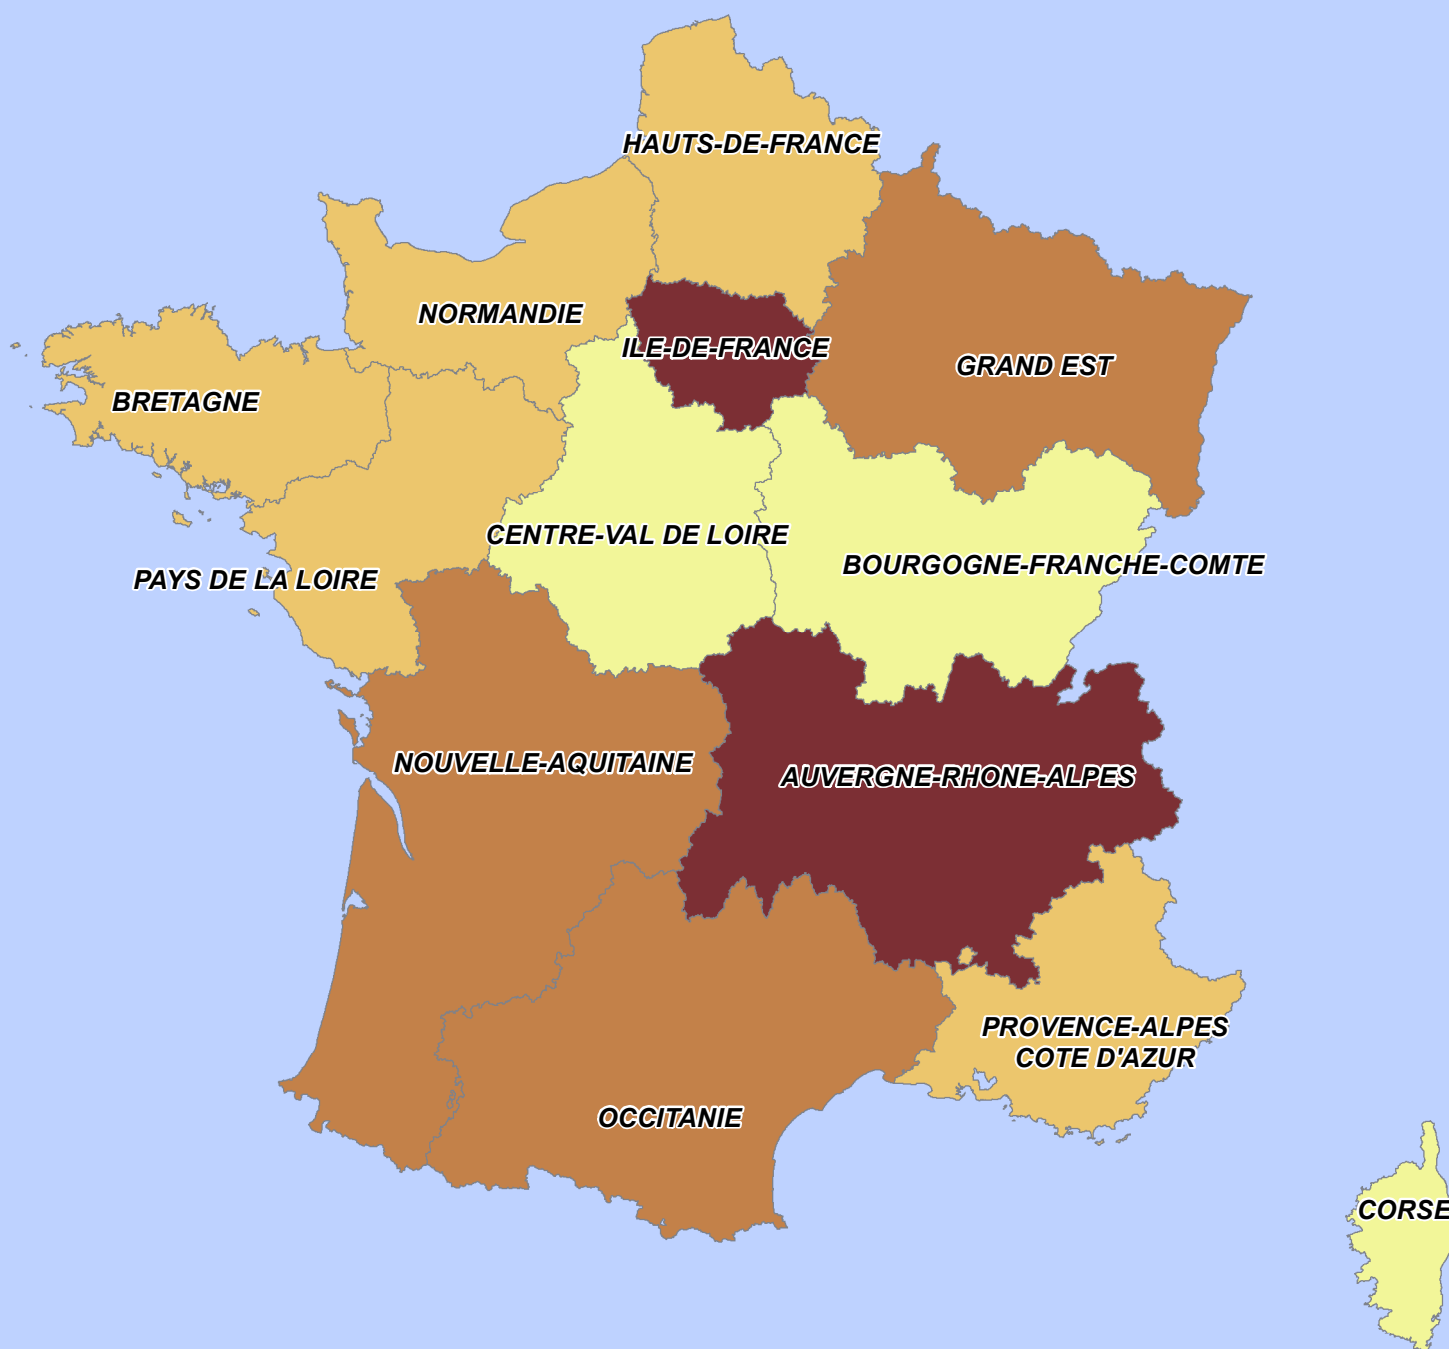 HAUTS-DE-FRANCE
NORMANDIE
ILE-DE-FRANCE
GRAND EST
BRETAGNE
CENTRE-VAL DE LOIRE
BOURGOGNE-FRANCHE-COMTE
PAYS DE LA LOIRE
NOUVELLE-AQUITAINE
AUVERGNE-RHONE-ALPES
PROVENCE-ALPES
COTE D'AZUR
OCCITANIE
CORSE